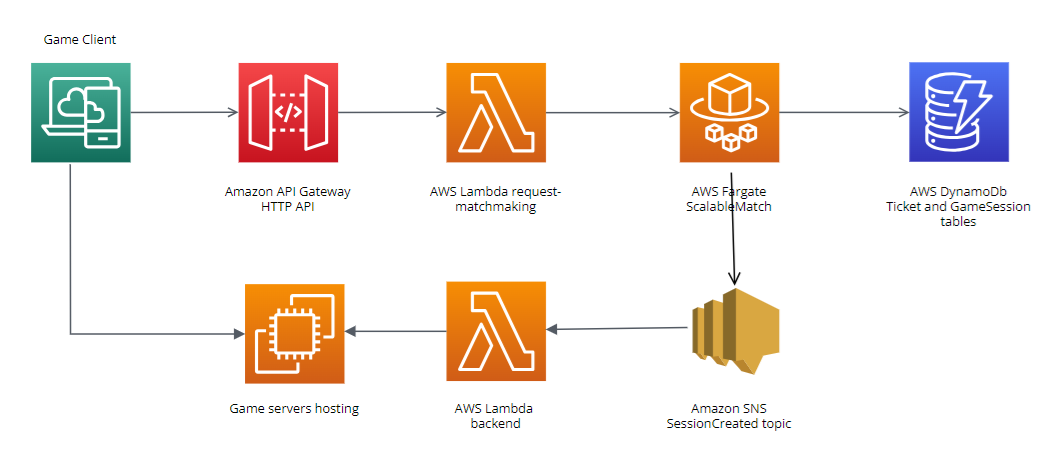 Game Client
</>
Amazon API Gateway
HTTP API
AWS Lambda request-
matchmaking
AWS Fargate
ScalableMatch
AWS DynamoDb
Ticket and GameSession
tables
Game servers hosting
AWS Lambda
backend
Amazon SNS
SessionCreated topic